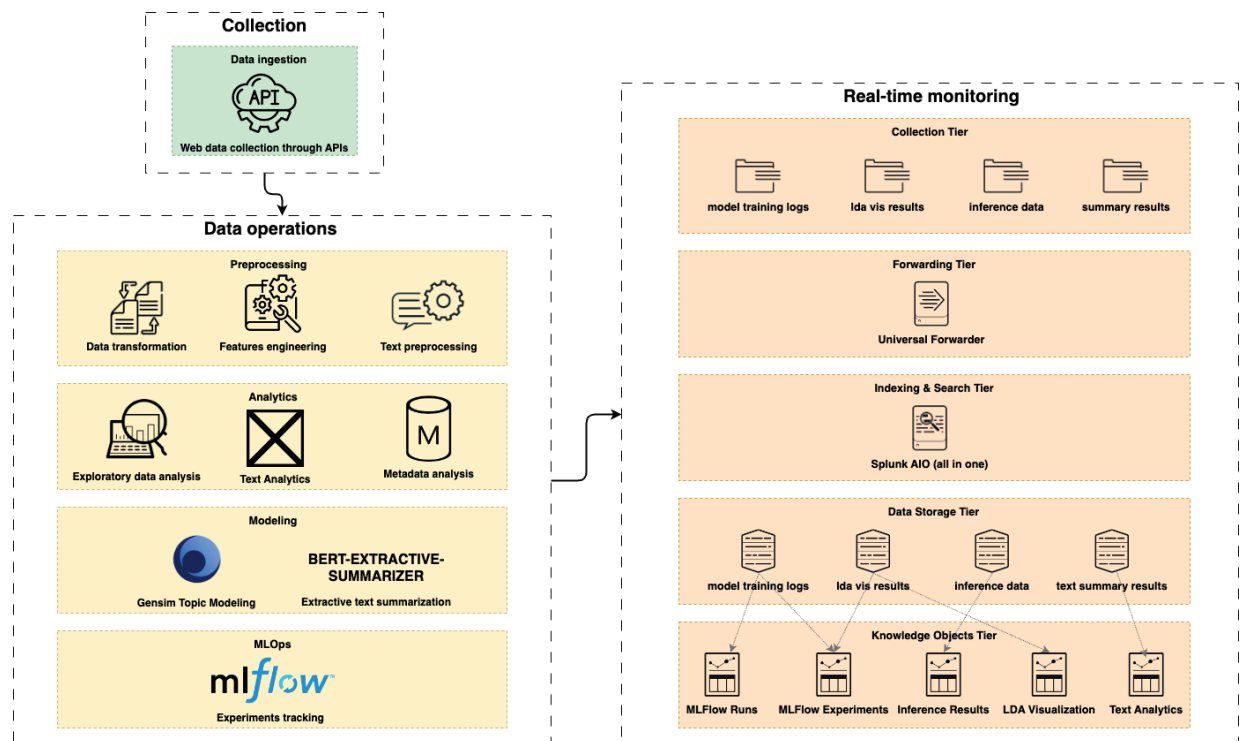 Collection
Data ingestion
API
Web data collection through APIs
Data operations
Preprocessing
Data transformation
Features engineering
Text preprocessing
Analytics
M
Exploratory data analysis
Text Analytics
Metadata analysis
Modeling
BERT-EXTRACTIVE-
SUMMARIZER
Gensim Topic Modeling
Extractive text summarization
MLOps
mlflow™
Experiments tracking
Real-time monitoring
Collection Tier
model training logs
lda vis results
inference data
summary results
Forwarding Tier
Universal Forwarder
Indexing & Search Tier
Splunk AIO (all in one)
Data Storage Tier
model training logs
lda vis results
inference data
text summary results
Knowledge Objects Tier
MLFlow Runs
MLFlow Experiments
Inference Results
LDA Visualization
Text Analytics